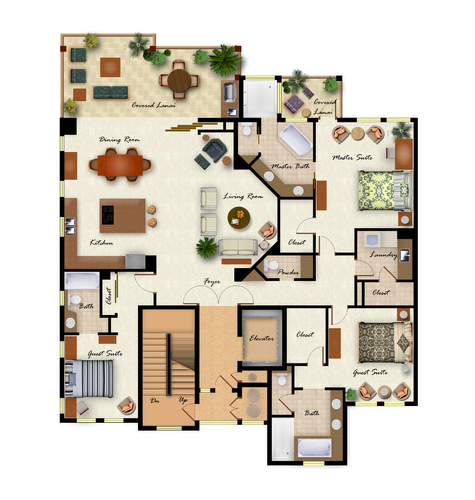 Covered Lanai
Covered
Lanai
Dining Room
Master Bath
Master Suite
Living Room
Kitchen
Closet
Laundry
Powder
Foyer
Closet
Closet
Bath
Elevator
Closet
Guest Suite
Guest Suite
Dn
Up
Bath